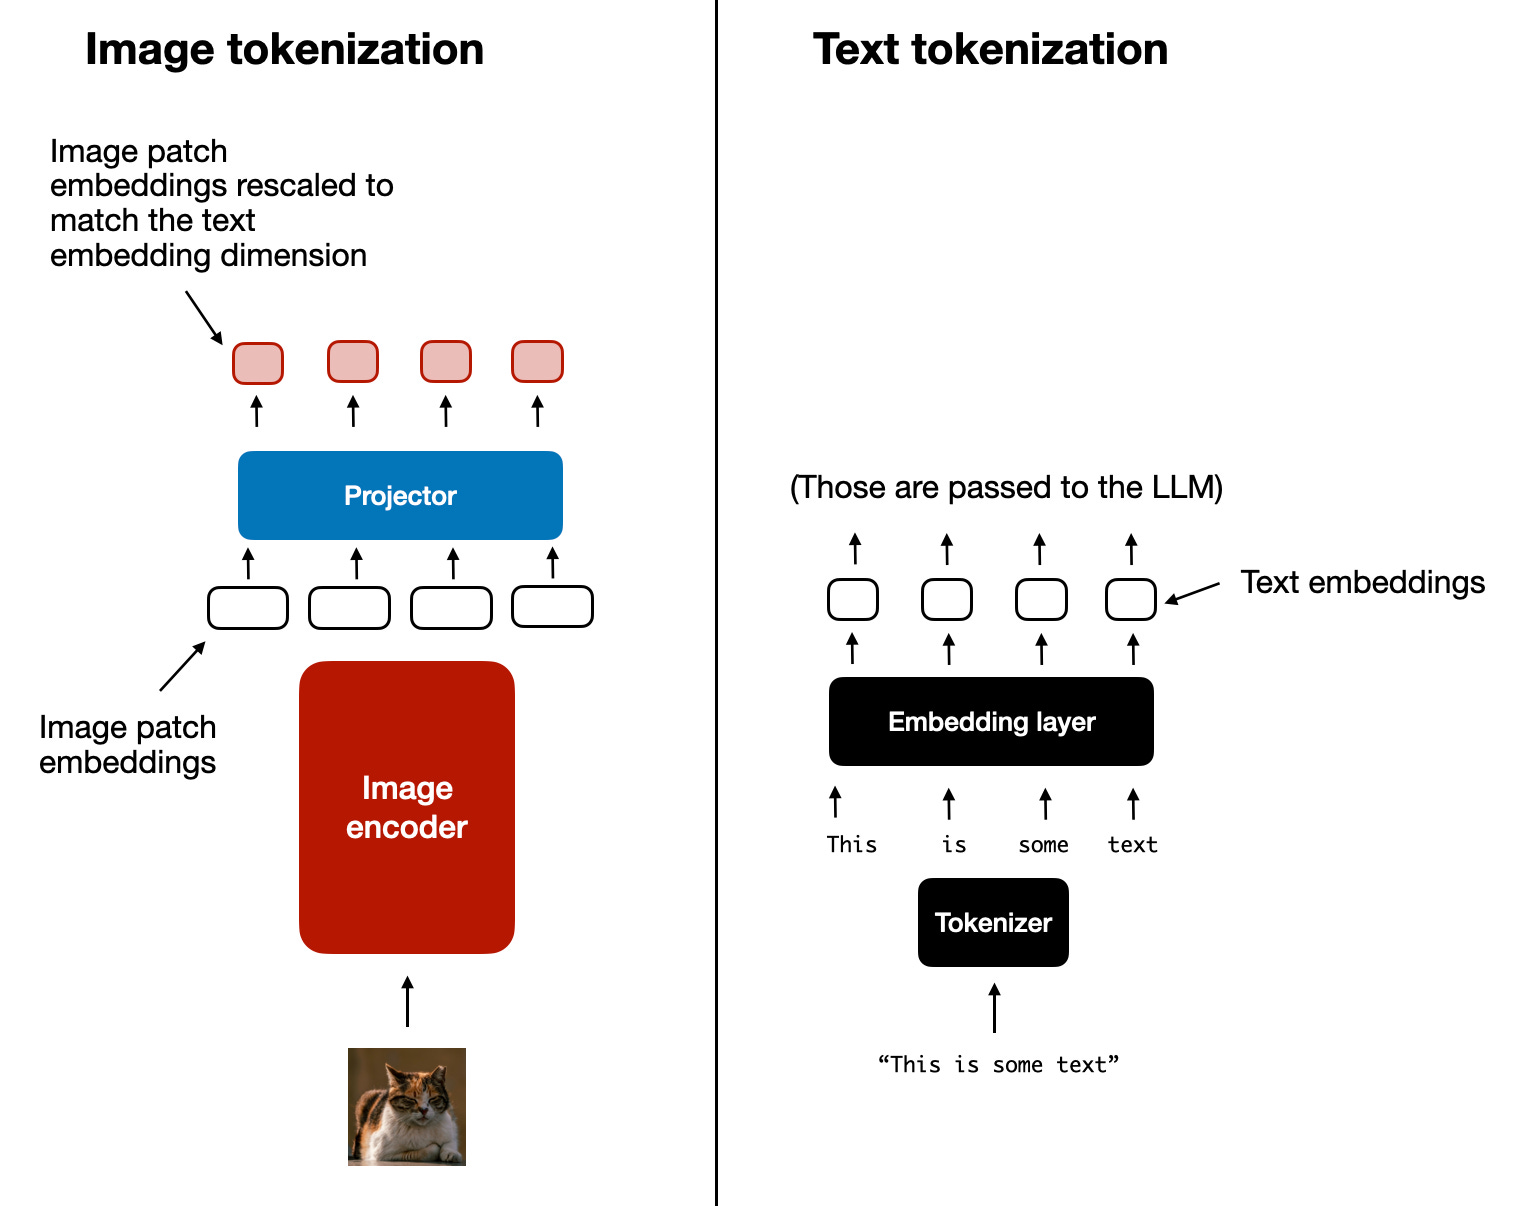 Image tokenization
Image patch
embeddings rescaled to
match the text
embedding dimension
Projector
Image patch
embeddings
Image
encoder
Text tokenization
(Those are passed to the LLM)
Text embeddings
Embedding layer
This is some text
Tokenizer
“This is some text”